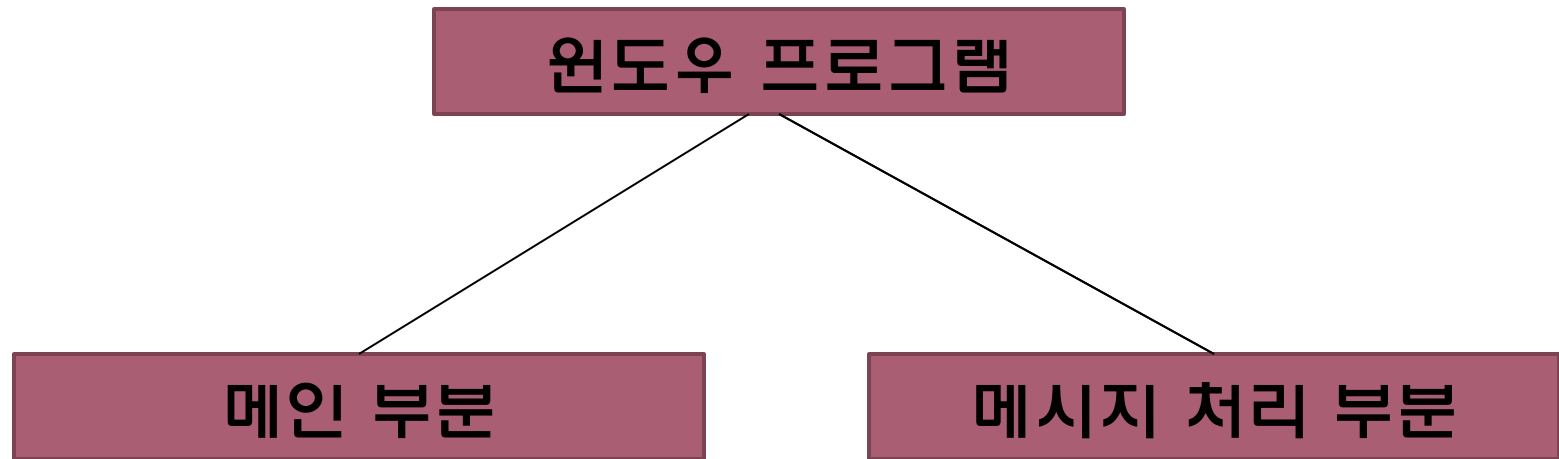 윈도우 프로그램
메인 부분
메시지 처리 부분